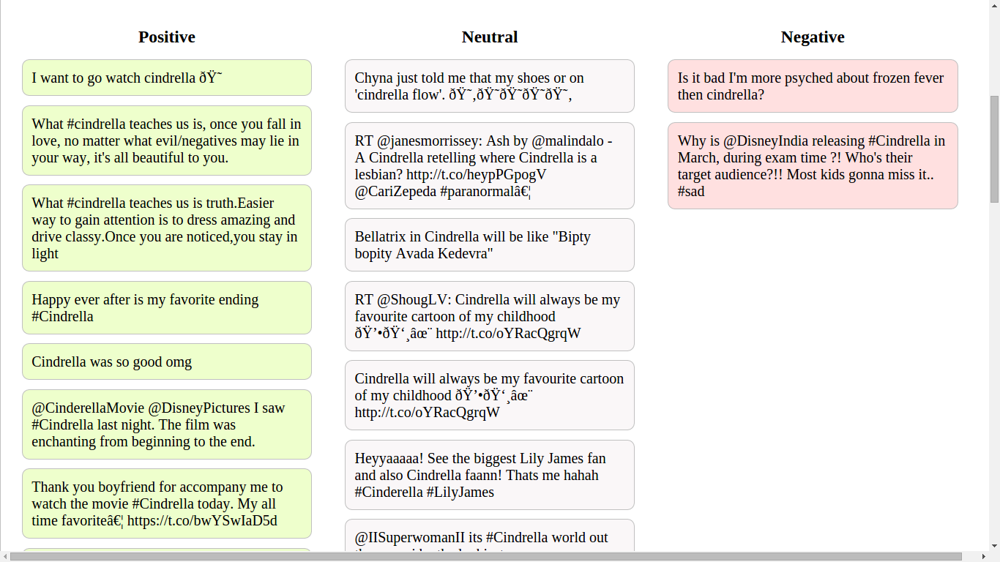 Positive
I want to go watch cindrella ðŸ˜
What #cindrella teaches us is, once you fall in
love, no matter what evil/negatives may lie in
your way, it's all beautiful to you.
What #cindrella teaches us is truth.Easier
way to gain attention is to dress amazing and
drive classy.Once you are noticed,you stay in
light
Happy ever after is my favorite ending
#Cindrella
Cindrella was so good omg
@CinderellaMovie @DisneyPictures I saw
#Cindrella last night. The film was
enchanting from beginning to the end.
Thank you boyfriend for accompany me to
watch the movie #Cindrella today. My all
time favoriteâ€¦ https://t.co/bwYSwIaD5d
Neutral
Chyna just told me that my shoes or on
'cindrella flow'. ðŸ˜‚ðŸ˜ðŸ˜ðŸ˜ðŸ˜‚
RT @janesmorrissey: Ash by @malindalo -
A Cindrella retelling where Cindrella is a
lesbian? http://t.co/heypPGpogV
@CariZepeda #paranormalâ€¦
Bellatrix in Cindrella will be like "Bipty
bopity Avada Kedevra"
RT @ShougLV: Cindrella will always be my
favourite cartoon of my childhood
ðŸ’•ðŸ‘¸âœ¨ http://t.co/oYRacQgrqW
Cindrella will always be my favourite cartoon
of my childhood ðŸ’•ðŸ‘¸âœ¨
http://t.co/oYRacQgrqW
Heyyaaaaa! See the biggest Lily James fan
and also Cindrella faann! Thats me hahah
#Cinderella #LilyJames
@IISuperwomanII its #Cindrella world out
Negative
Is it bad I'm more psyched about frozen fever
then cindrella?
Why is @DisneyIndia releasing #Cindrella in
March, during exam time ?! Who's their
target audience?!! Most kids gonna miss it..
#sad